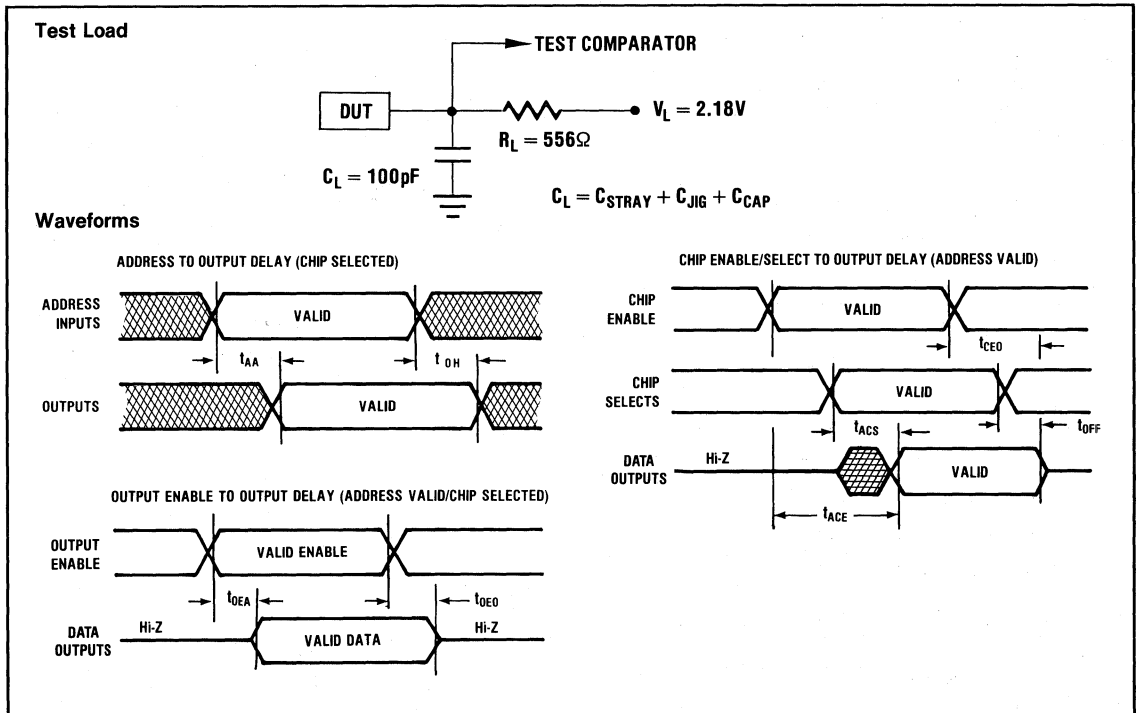 Test Load
TEST COMPARATOR
DUT
V_L = 2.18V
R_L = 556Ω
C_L = 100pF
C_L = C_STRAY + C_JIG + C_CAP
Waveforms
ADDRESS TO OUTPUT DELAY (CHIP SELECTED)
ADDRESS
INPUTS
VALID
t_AA
t_OH
OUTPUTS
VALID
OUTPUT ENABLE TO OUTPUT DELAY (ADDRESS VALID/CHIP SELECTED)
OUTPUT
ENABLE
VALID ENABLE
t_OEA
t_OEO
DATA
OUTPUTS
Hi-Z
VALID DATA
Hi-Z
CHIP ENABLE/SELECT TO OUTPUT DELAY (ADDRESS VALID)
CHIP
ENABLE
VALID
t_CEO
CHIP
SELECTS
VALID
t_ACS
t_OFF
DATA
OUTPUTS
Hi-Z
VALID
t_ACE